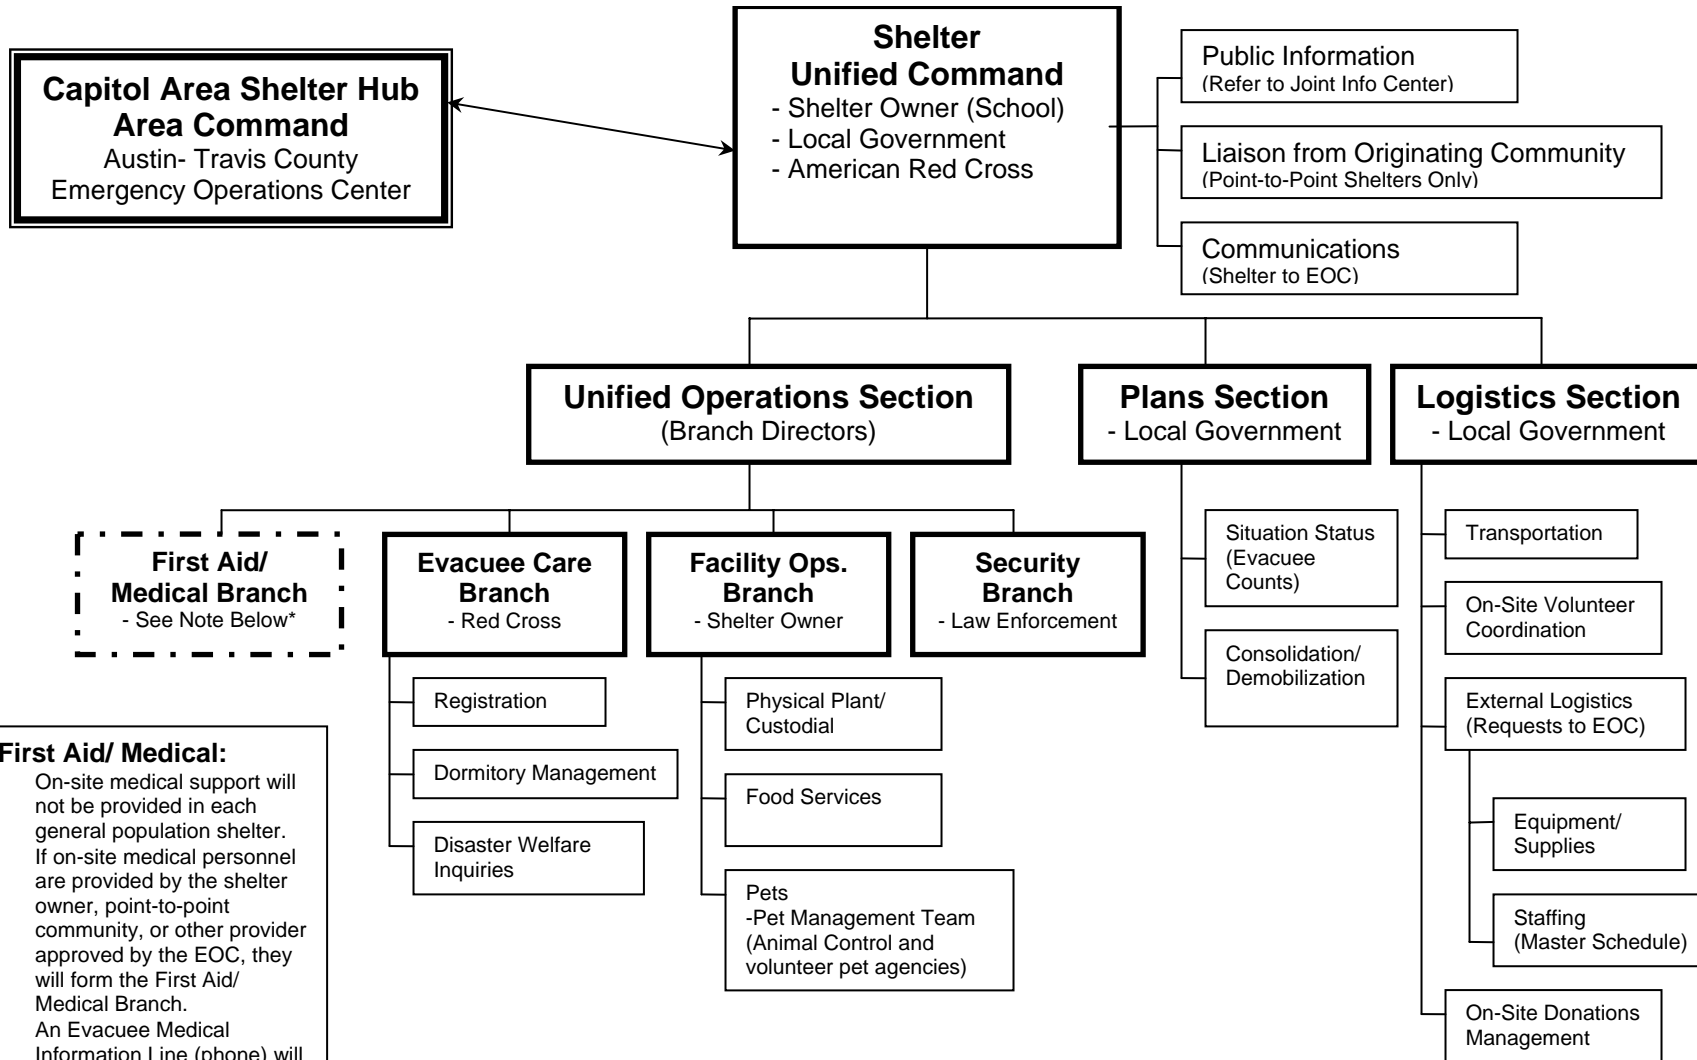 Capitol Area Shelter Hub
Area Command
Austin- Travis County
Emergency Operations Center
Shelter
Unified Command
- Shelter Owner (School)
- Local Government
- American Red Cross
Public Information
(Refer to Joint Info Center)
Liaison from Originating Community
(Point-to-Point Shelters Only)
Communications
(Shelter to EOC)
Unified Operations Section
(Branch Directors)
Plans Section
- Local Government
Logistics Section
- Local Government
First Aid/
Medical Branch
- See Note Below*
Evacuee Care
Branch
- Red Cross
Facility Ops.
Branch
- Shelter Owner
Security
Branch
- Law Enforcement
Registration
Dormitory Management
Disaster Welfare
Inquiries
Physical Plant/
Custodial
Food Services
Pets
-Pet Management Team
(Animal Control and
volunteer pet agencies)
Situation Status
(Evacuee
Counts)
Consolidation/
Demobilization
Transportation
On-Site Volunteer
Coordination
External Logistics
(Requests to EOC)
Equipment/
Supplies
Staffing
(Master Schedule)
On-Site Donations
Management
First Aid/ Medical:
On-site medical support will
not be provided in each
general population shelter.
If on-site medical personnel
are provided by the shelter
owner, point-to-point
community, or other provider
approved by the EOC, they
will form the First Aid/
Medical Branch.
An Evacuee Medical
Information Line (phone) will